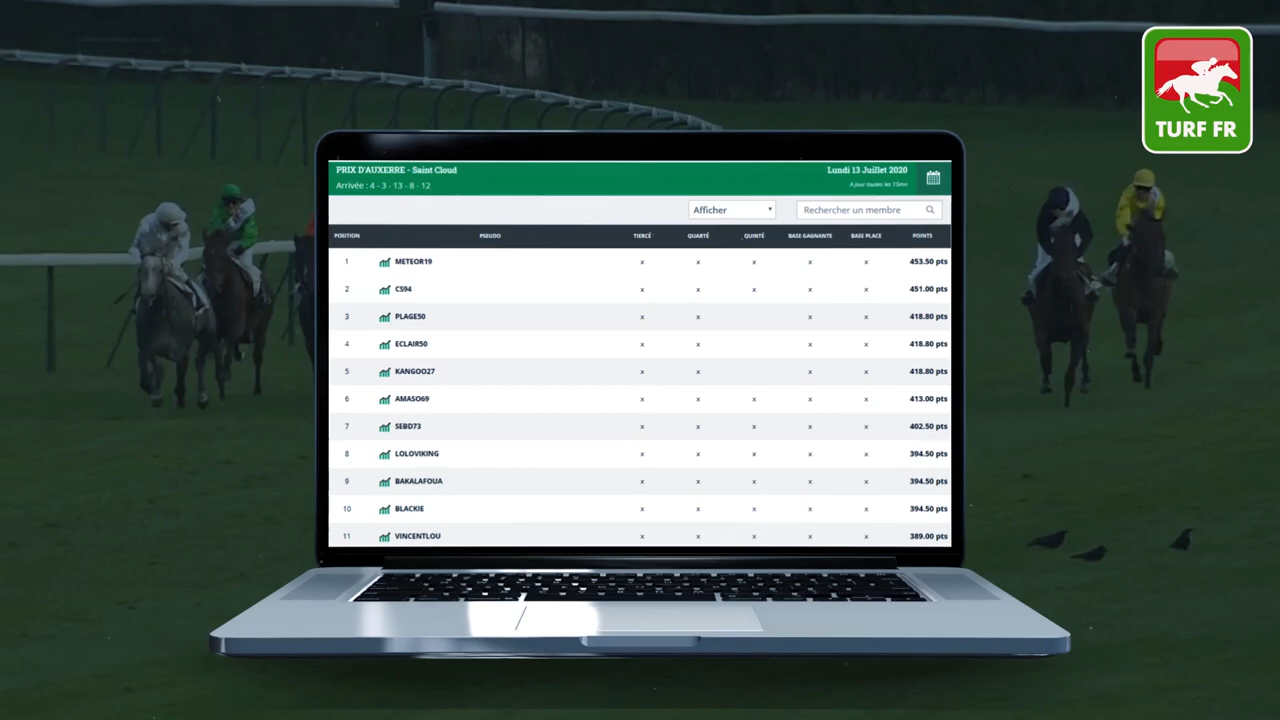 TURF FR
PRIX D'AUXERRE - Saint Cloud
Lundi 13 Juillet 2020
Arrivée : 4 - 3 - 13 - 8 - 12
A jour toutes les 15mn
Afficher
Rechercher un membre
POSITION PSEUDO TIERCÉ QUARTÉ QUINTÉ BASE GAGNANTE BASE PLACE POINTS
1 METEOR19 x x x x x 453.50 pts
2 CS94 x x x x x 451.00 pts
3 PLAGE50 x x x x 418.80 pts
4 ECLAIR50 x x x x 418.80 pts
5 KANGOO27 x x x x 418.80 pts
6 AMASO69 x x x x x 413.00 pts
7 SEBD73 x x x x x 402.50 pts
8 LOLOVIKING x x x x x 394.50 pts
9 BAKALAFOUA x x x x x 394.50 pts
10 BLACKIE x x x x x 394.50 pts
11 VINCENTLOU x x x x x 389.00 pts